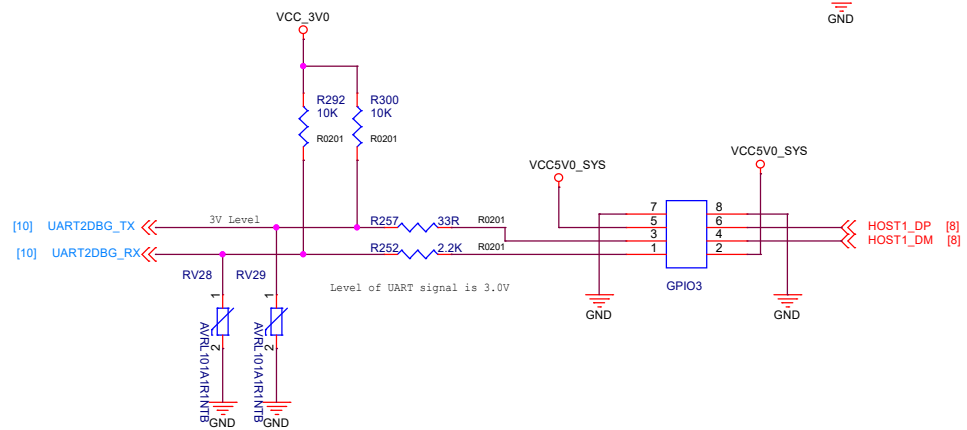 GND
VCC_3V0
R292
10K
R0201
R300
10K
R0201
VCC5V0_SYS
VCC5V0_SYS
[10] UART2DBG_TX
3V Level
R257 33R R0201
[10] UART2DBG_RX
R252 2.2K R0201
7 8
5 6
3 4
1 2
HOST1_DP [8]
HOST1_DM [8]
GPIO3
Level of UART signal is 3.0V
RV28
1
2
AVRL101A1R1NTB
RV29
1
2
AVRL101A1R1NTB
GND
GND
GND
GND